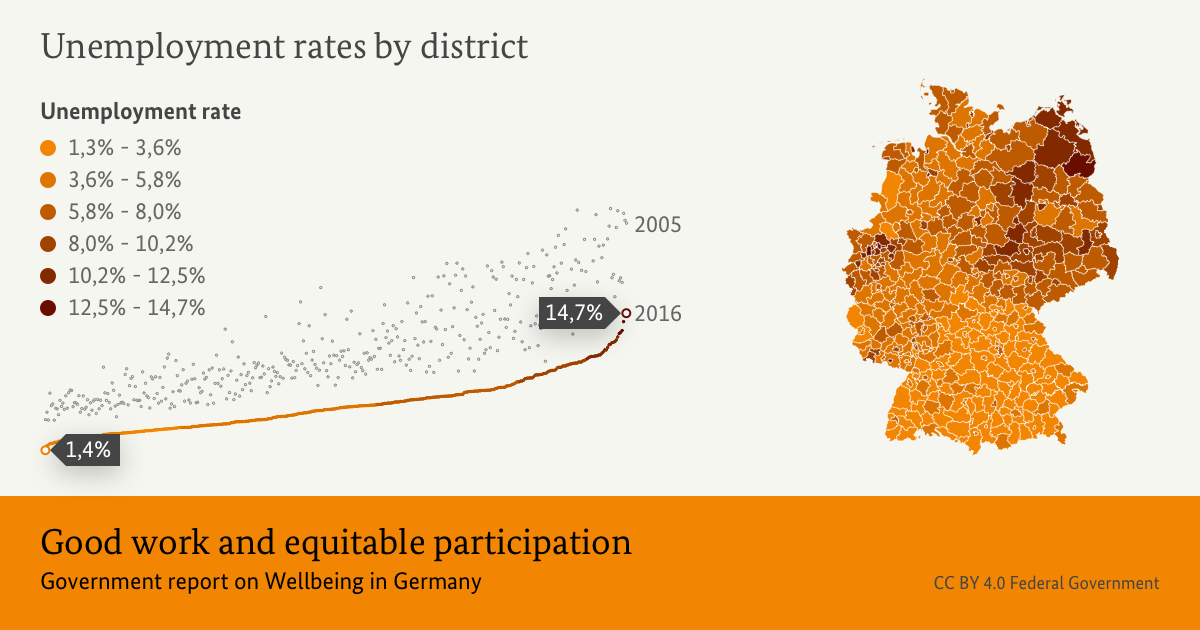 Unemployment rates by district
Unemployment rate
1,3% - 3,6%
3,6% - 5,8%
5,8% - 8,0%
8,0% - 10,2%
10,2% - 12,5%
12,5% - 14,7%
2005
14,7%
2016
1,4%
Good work and equitable participation
Government report on Wellbeing in Germany
CC BY 4.0 Federal Government